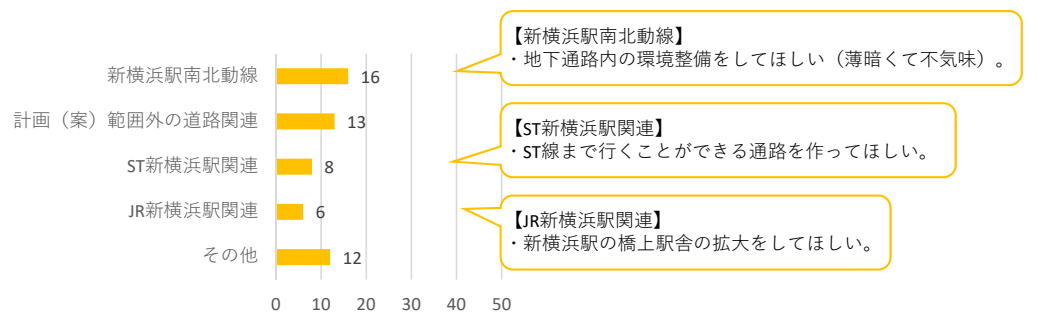 【新横浜駅南北動線】
・地下通路内の環境整備をしてほしい（薄暗くて不気味）。
新横浜駅南北動線 16
計画（案）範囲外の道路関連 13
【ST新横浜駅関連】
・ST線まで行くことができる通路を作ってほしい。
ST新横浜駅関連 8
JR新横浜駅関連 6
【JR新横浜駅関連】
・新横浜駅の橋上駅舎の拡大をしてほしい。
その他 12
0 10 20 30 40 50